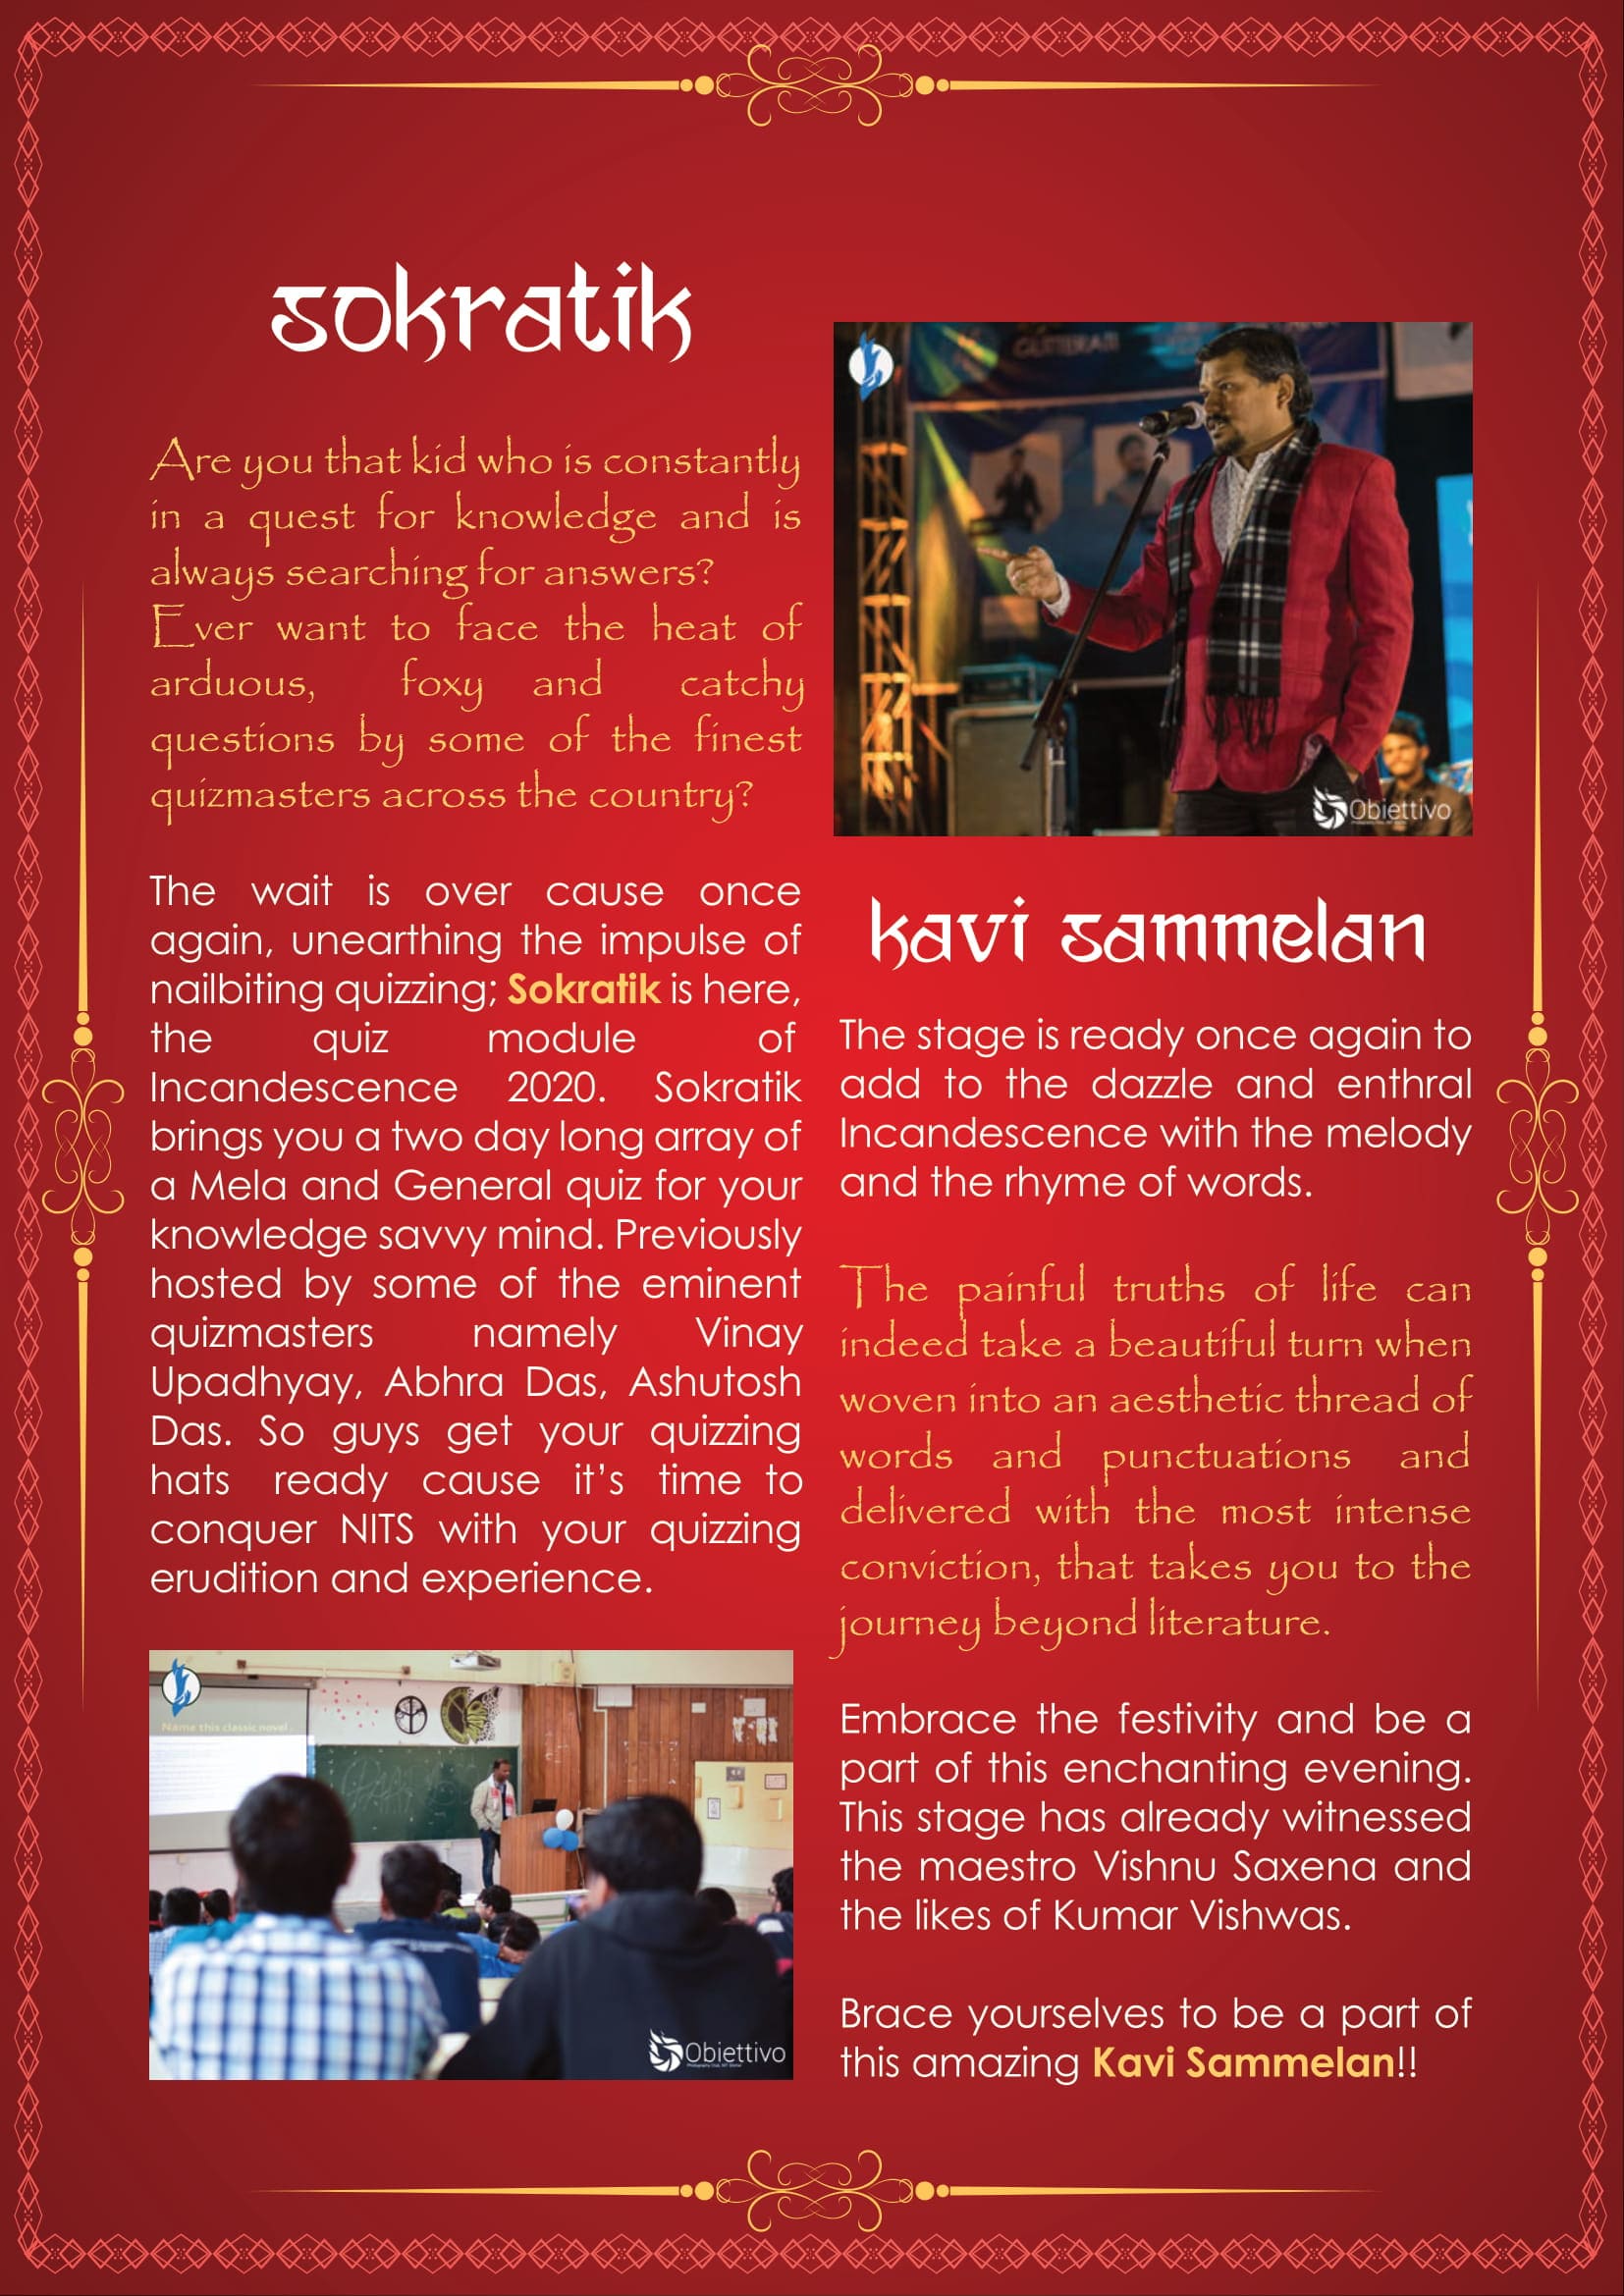 sokratik
Are you that kid who is constantly
in a quest for knowledge and is
always searching for answers?
Ever want to face the heat of
arduous, foxy and catchy
questions by some of the finest
quizmasters across the country?
The wait is over cause once
again, unearthing the impulse of
nailbiting quizzing; Sokratik is here,
the quiz module of
Incandescence 2020. Sokratik
brings you a two day long array of
a Mela and General quiz for your
knowledge savvy mind. Previously
hosted by some of the eminent
quizmasters namely Vinay
Upadhyay, Abhra Das, Ashutosh
Das. So guys get your quizzing
hats ready cause it's time to
conquer NITS with your quizzing
erudition and experience.
Name this classic novel
Obiettivo
Obiettivo
kavi sammelan
The stage is ready once again to
add to the dazzle and enthral
Incandescence with the melody
and the rhyme of words.
The painful truths of life can
indeed take a beautiful turn when
woven into an aesthetic thread of
words and punctuations and
delivered with the most intense
conviction, that takes you to the
journey beyond literature.
Embrace the festivity and be a
part of this enchanting evening.
This stage has already witnessed
the maestro Vishnu Saxena and
the likes of Kumar Vishwas.
Brace yourselves to be a part of
this amazing Kavi Sammelan!!